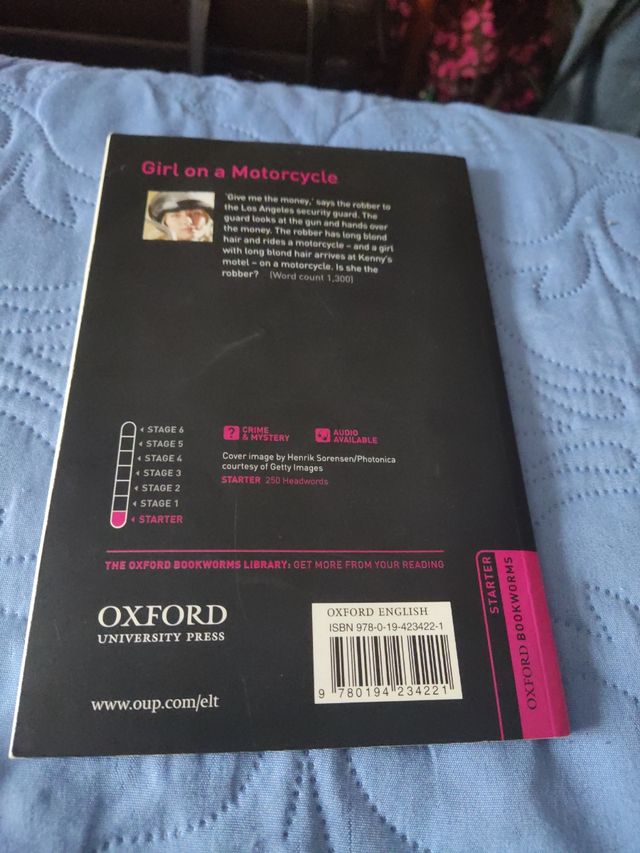 Girl on a Motorcycle
'Give me the money,' says the robber to
the Los Angeles security guard. The
guard looks at the gun and hands over
the money. The robber has long blond
hair and rides a motorcycle – and a girl
with long blond hair arrives at Kenny's
motel – on a motorcycle. Is she the
robber? (Word count 1,300)
STAGE 6
STAGE 5
STAGE 4
STAGE 3
STAGE 2
STAGE 1
STARTER
? CRIME
& MYSTERY
AUDIO
AVAILABLE
Cover image by Henrik Sorensen/Photonica
courtesy of Getty Images
STARTER 250 Headwords
THE OXFORD BOOKWORMS LIBRARY: GET MORE FROM YOUR READING
OXFORD
UNIVERSITY PRESS
www.oup.com/elt
OXFORD ENGLISH
ISBN 978-0-19-423422-1
9 780194 234221
STARTER
OXFORD BOOKWORMS